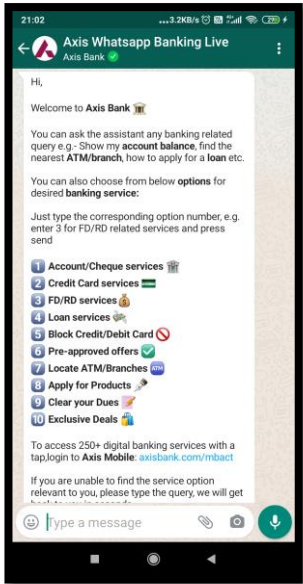 21:02
...3.2KB/s
Axis Whatsapp Banking Live
Axis Bank
Hi,
Welcome to Axis Bank
You can ask the assistant any banking related
query e.g.- Show my account balance, find the
nearest ATM/branch, how to apply for a loan etc.
You can also choose from below options for
desired banking service:
Just type the corresponding option number, e.g.
enter 3 for FD/RD related services and press
send
1 Account/Cheque services
2 Credit Card services
3 FD/RD services
4 Loan services
5 Block Credit/Debit Card
6 Pre-approved offers
7 Locate ATM/Branches ATM
8 Apply for Products
9 Clear your Dues
10 Exclusive Deals
To access 250+ digital banking services with a
tap,login to Axis Mobile: axisbank.com/mbact
If you are unable to find the service option
relevant to you, please type the query, we will get
Type a message